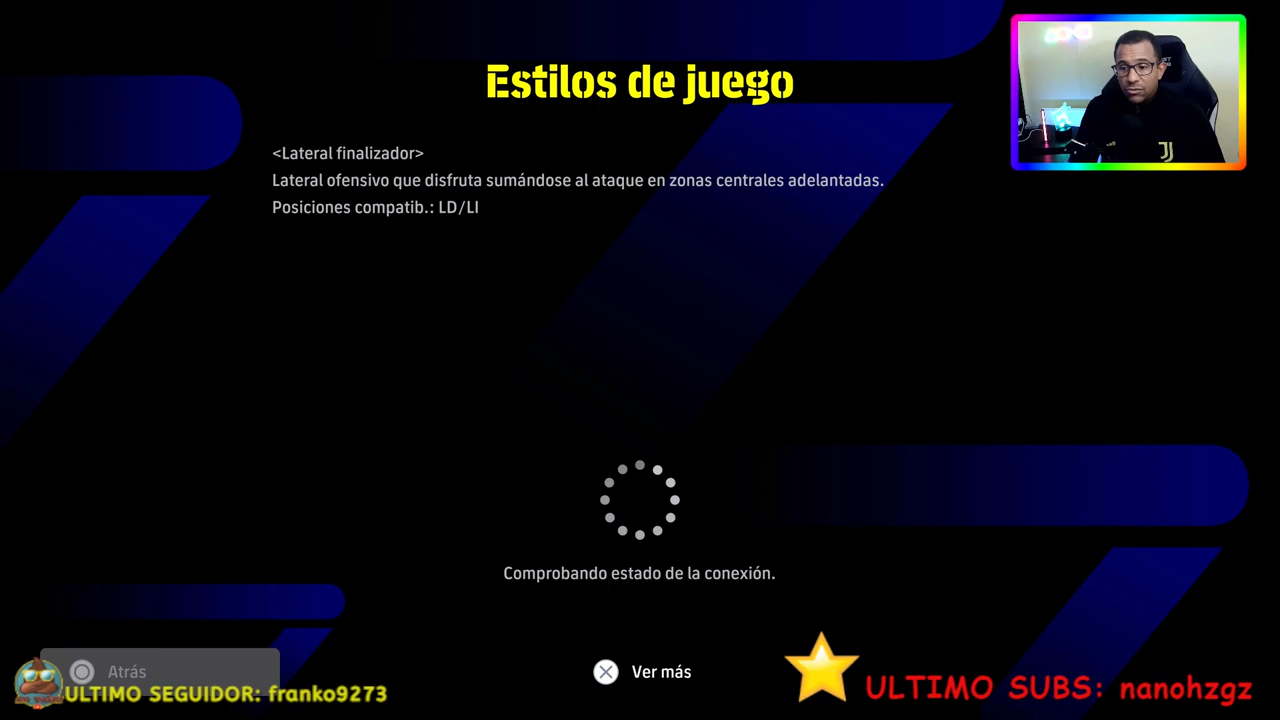 Estilos de juego
<Lateral finalizador>
Lateral ofensivo que disfruta sumándose al ataque en zonas centrales adelantadas.
Posiciones compatib.: LD/LI
Comprobando estado de la conexión.
Atrás
Ver más
ULTIMO SEGUIDOR: franko9273
ULTIMO SUBS: nanohzgz